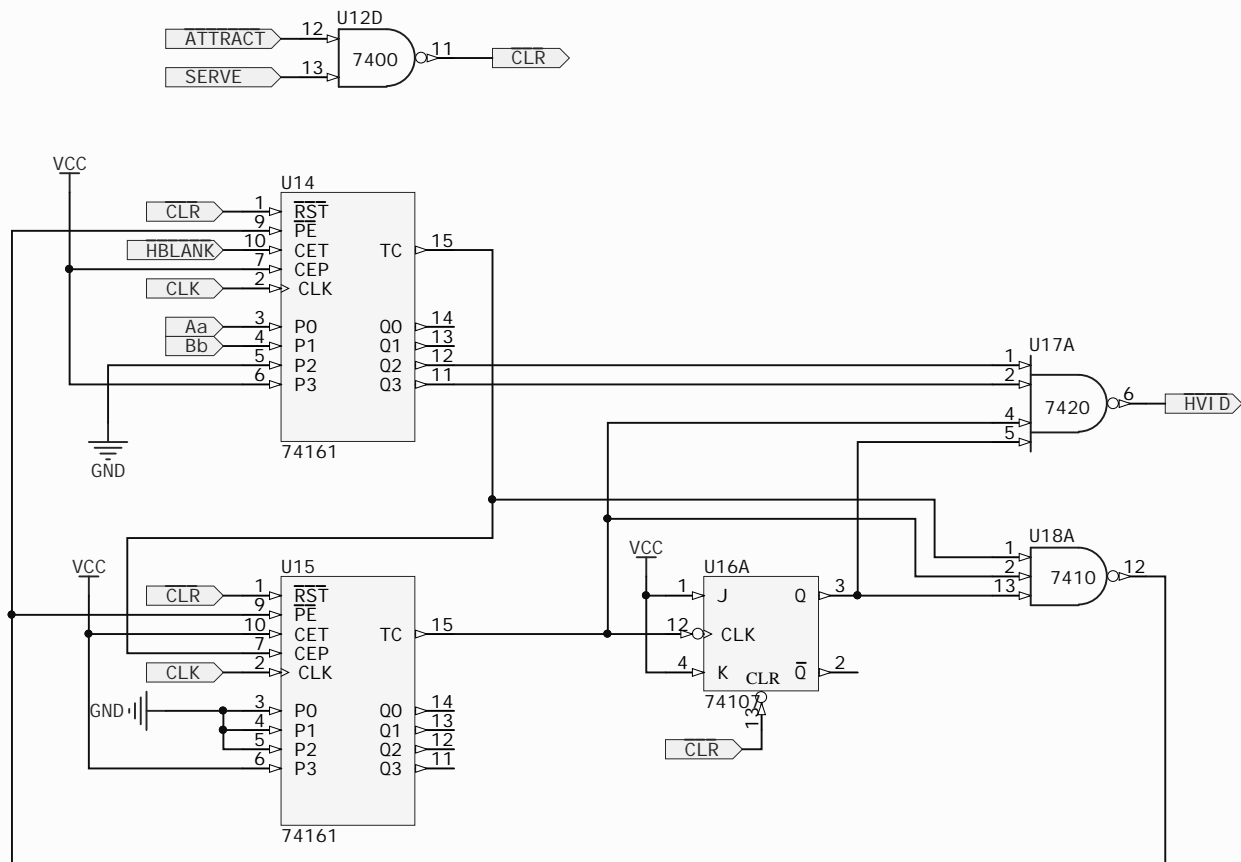 U12D
ATTRACT 12
7400 11 CLR
SERVE 13
VCC
U14
CLR 1 RST
9 PE
HBLANK 10 CET TC 15
7 CEP
CLK 2 CLK
Aa 3 P0 Q0 14
Bb 4 P1 Q1 13
5 P2 Q2 12
6 P3 Q3 11
GND
74161
U17A
1
2
7420 6 HVID
4
5
VCC
U15
CLR 1 RST
9 PE
10 CET TC 15
7 CEP
CLK 2 CLK
GND 3 P0 Q0 14
4 P1 Q1 13
5 P2 Q2 12
6 P3 Q3 11
74161
VCC
U16A
1 J Q 3
12 CLK
4 K CLR Q 2
74107
13
CLR
U18A
1
2 7410 12
13